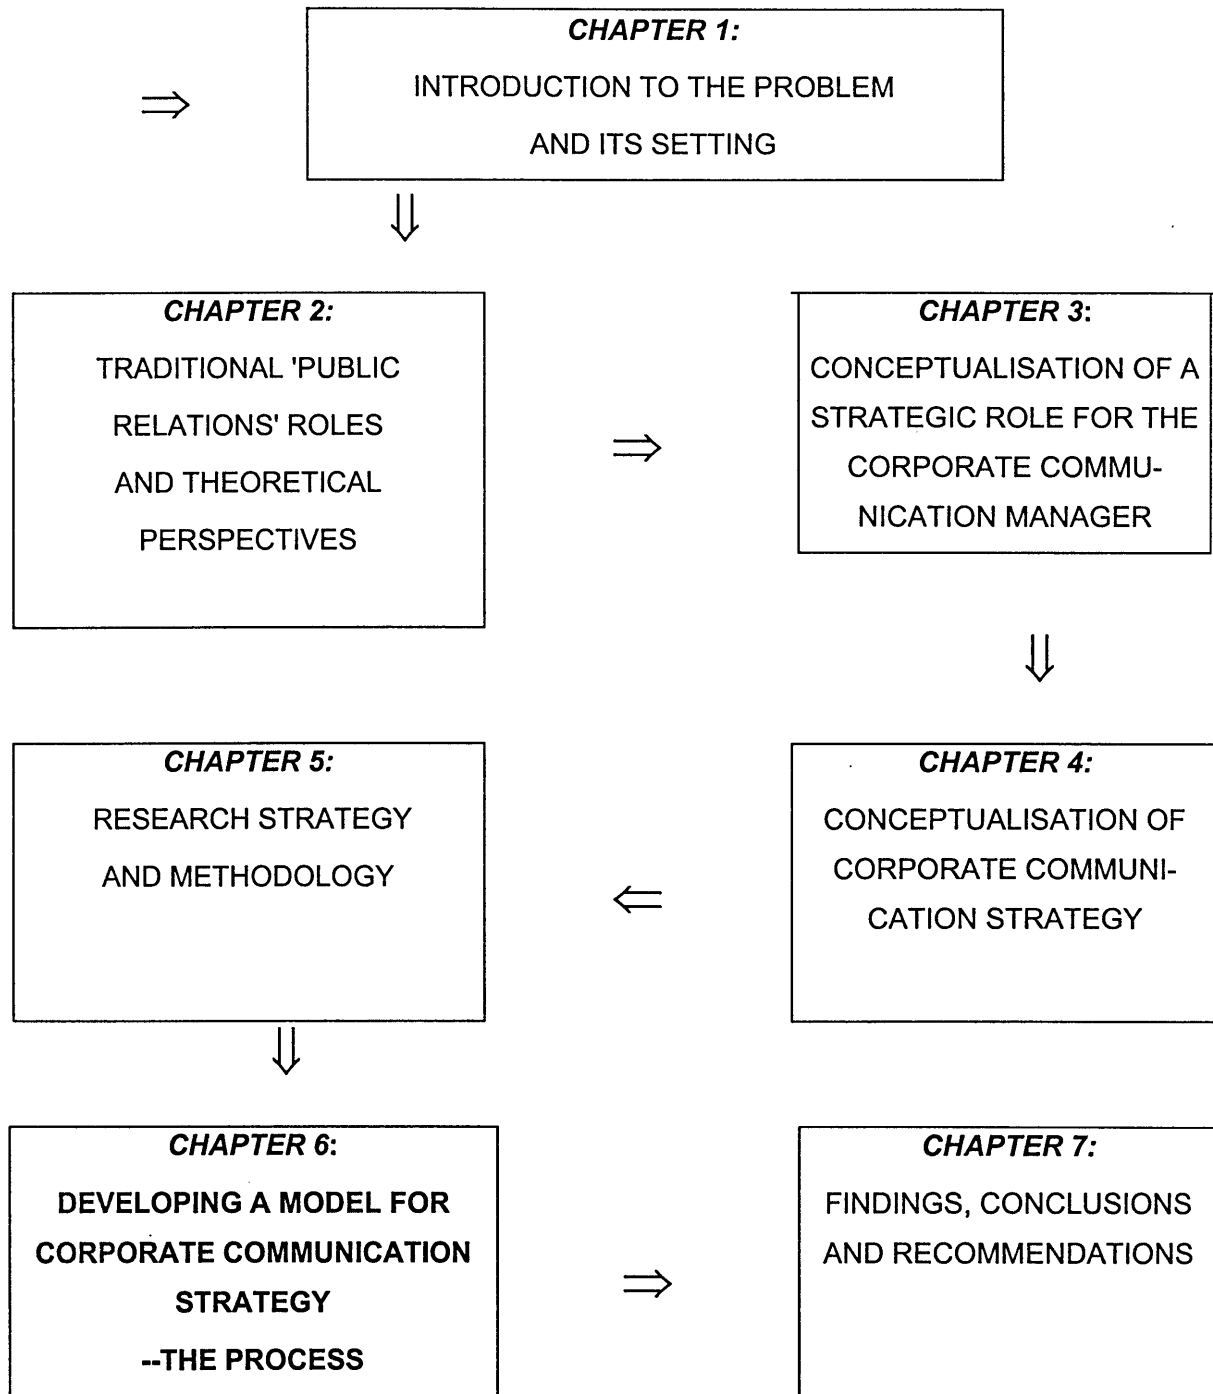 CHAPTER 1:
INTRODUCTION TO THE PROBLEM
AND ITS SETTING
CHAPTER 2:
TRADITIONAL 'PUBLIC
RELATIONS' ROLES
AND THEORETICAL
PERSPECTIVES
CHAPTER 3:
CONCEPTUALISATION OF A
STRATEGIC ROLE FOR THE
CORPORATE COMMU-
NICATION MANAGER
CHAPTER 5:
RESEARCH STRATEGY
AND METHODOLOGY
CHAPTER 4:
CONCEPTUALISATION OF
CORPORATE COMMUNI-
CATION STRATEGY
CHAPTER 6:
DEVELOPING A MODEL FOR
CORPORATE COMMUNICATION
STRATEGY
--THE PROCESS
CHAPTER 7:
FINDINGS, CONCLUSIONS
AND RECOMMENDATIONS